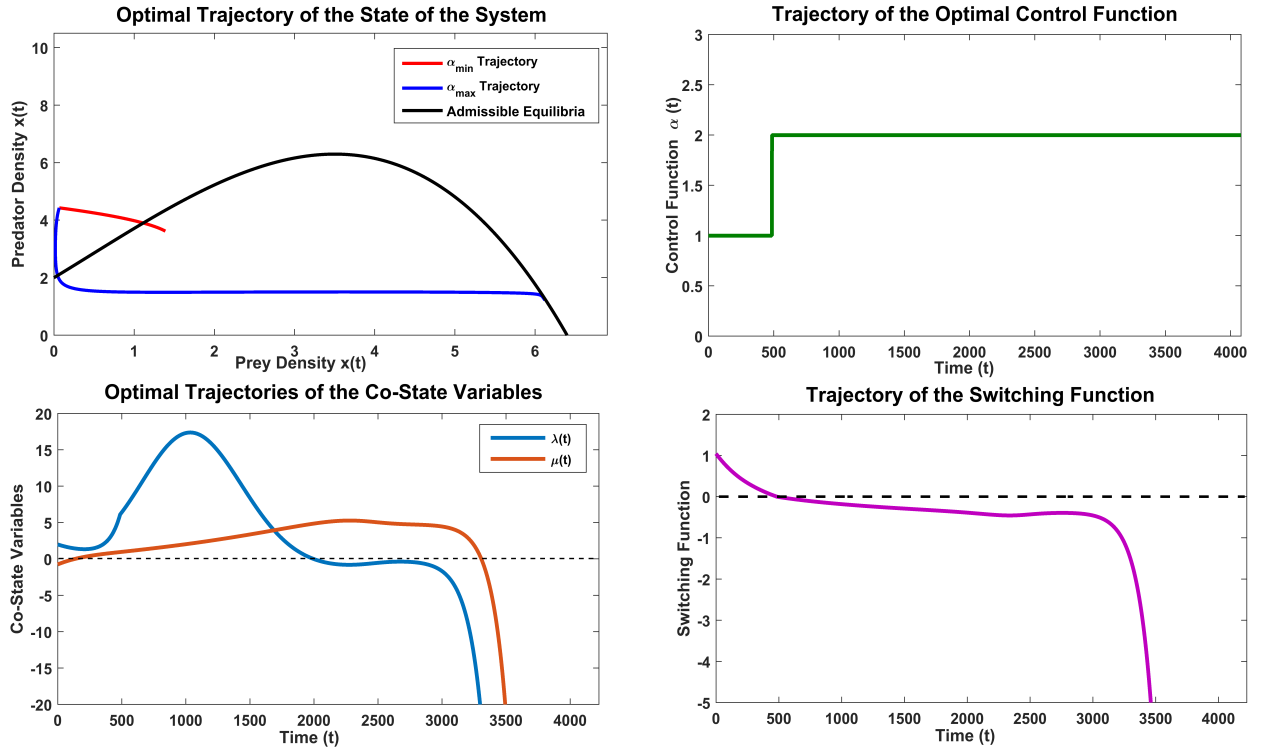 Optimal Trajectory of the State of the System
10
8
6
4
2
0
Predator Density x(t)
αmin Trajectory
αmax Trajectory
Admissible Equilibria
0 1 2 3 4 5 6
Prey Density x(t)
Trajectory of the Optimal Control Function
3
2.5
2
1.5
1
0.5
0
Control Function α (t)
0 500 1000 1500 2000 2500 3000 3500 4000
Time (t)
Optimal Trajectories of the Co-State Variables
20
15
10
5
0
-5
-10
-15
-20
Co-State Variables
λ(t)
μ(t)
0 500 1000 1500 2000 2500 3000 3500 4000
Time (t)
Trajectory of the Switching Function
2
1
0
-1
-2
-3
-4
-5
Switching Function
0 500 1000 1500 2000 2500 3000 3500 4000
Time (t)